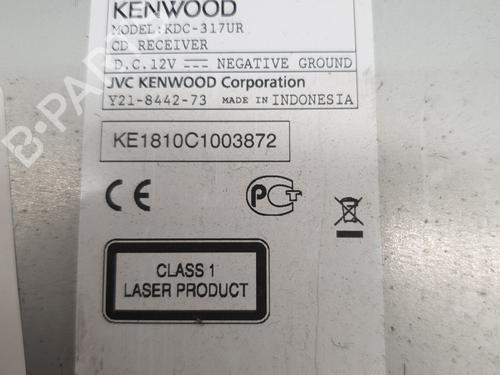 KENWOOD
MODEL:KDC-317UR
CD RECEIVER
D.C.12V NEGATIVE GROUND
JVC KENWOOD Corporation
Y21-8442-73 MADE IN INDONESIA
KE1810C1003872
CE PCT
CLASS 1
LASER PRODUCT
B-PARTS